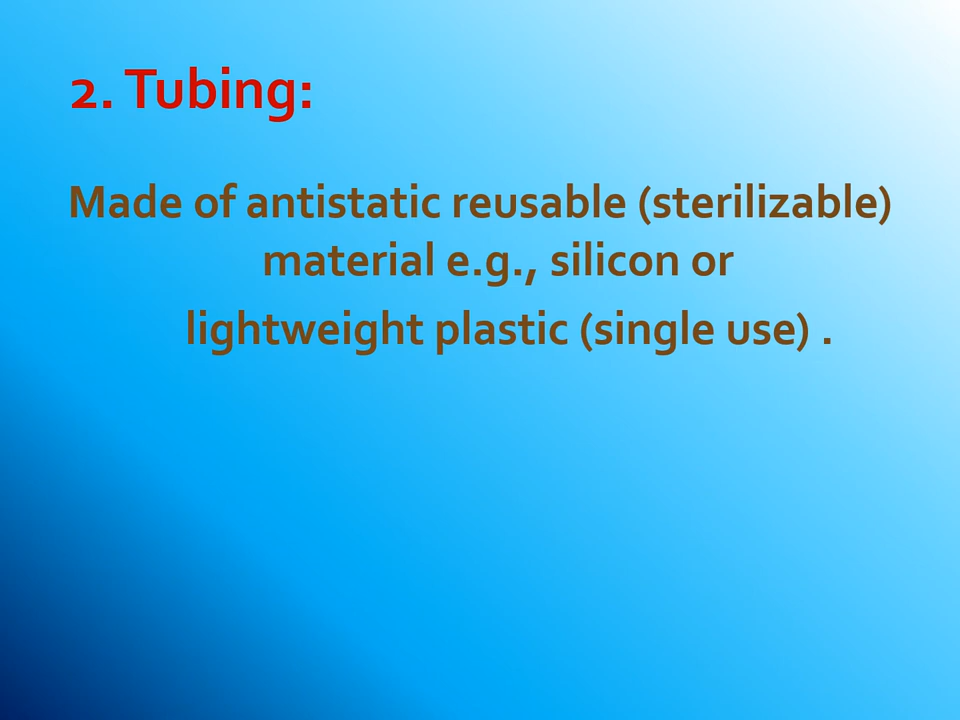 2. Tubing:
Made of antistatic reusable (sterilizable)
material e.g., silicon or
lightweight plastic (single use) .